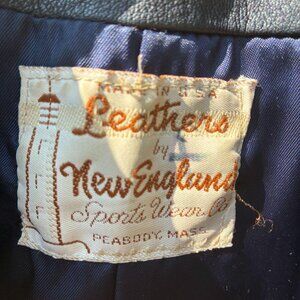 MADE IN U.S.A
Leathers
by
New England
Sports Wear Co
PEABODY, MASS.